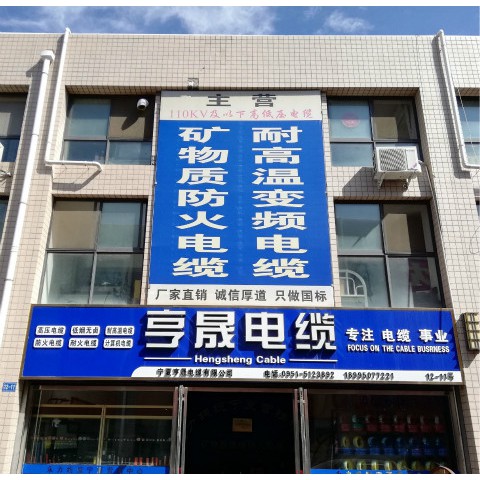 主营
110KV及以下高低压电缆
耐高温变频电缆
矿物质防火电缆
厂家直销 诚信厚道 只做国标
高压电缆 低烟无卤 耐高温电缆
防火电缆 耐火电缆 计算机电缆
亨晟电缆
Hengsheng Cable
专注 电缆 事业
FOCUS ON THE CABLE BUSRNESS
宁夏亨晟电缆有限公司 电话:0951-5123892 18995077221 12-11号